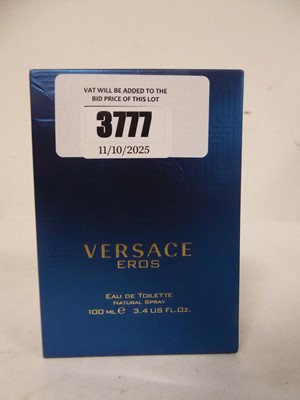 VAT WILL BE ADDED TO THE
BID PRICE OF THIS LOT
3777
11/10/2025
VERSACE
EROS
EAU DE TOILETTE
NATURAL SPRAY
100 ML ℮ 3.4 US FL.OZ.